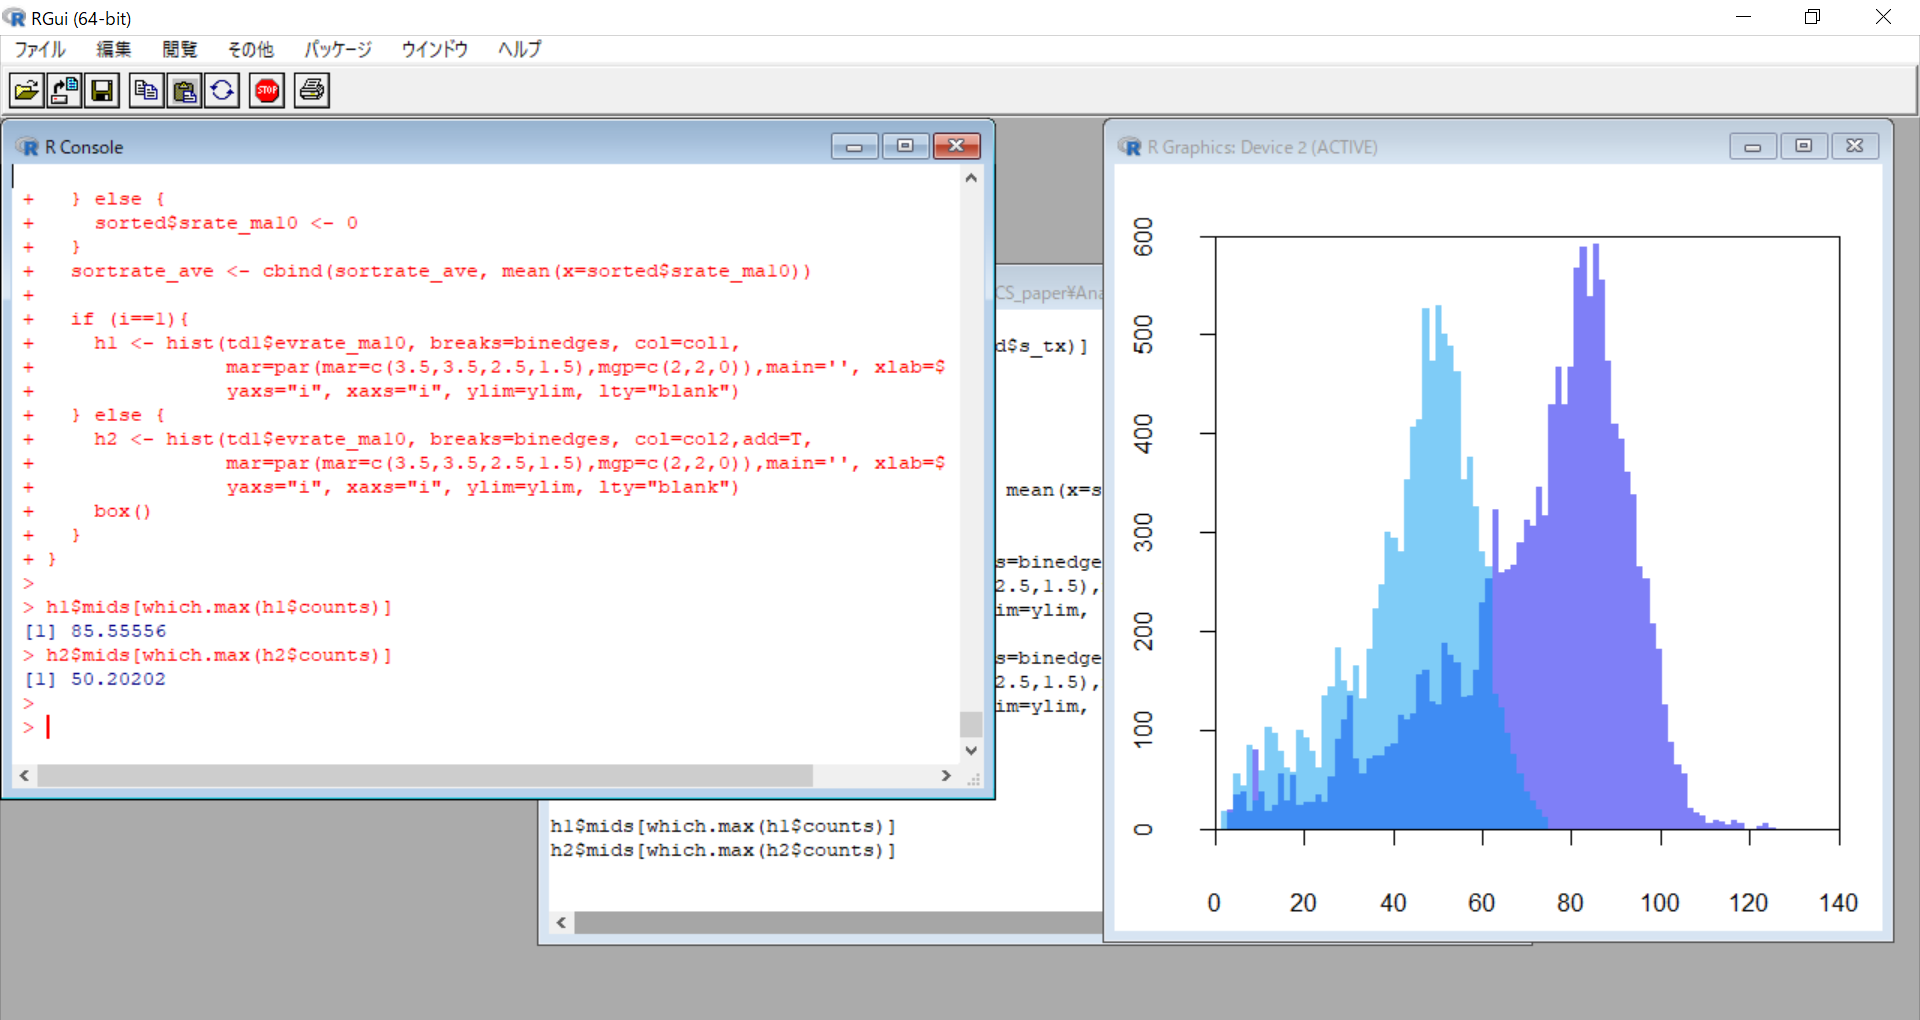 RGui (64-bit)
ファイル 編集 閲覧 その他 パッケージ ウインドウ ヘルプ
STOP
R Console
+   } else {
+     sorted$srate_ma10 <- 0
+   }
+   sortrate_ave <- cbind(sortrate_ave, mean(x=sorted$srate_ma10))
+
+   if (i==1){
+     h1 <- hist(td1$evrate_ma10, breaks=binedges, col=col1,
+                mar=par(mar=c(3.5,3.5,2.5,1.5),mgp=c(2,2,0)),main='', xlab=$
+                yaxs="i", xaxs="i", ylim=ylim, lty="blank")
+   } else {
+     h2 <- hist(td1$evrate_ma10, breaks=binedges, col=col2,add=T,
+                mar=par(mar=c(3.5,3.5,2.5,1.5),mgp=c(2,2,0)),main='', xlab=$
+                yaxs="i", xaxs="i", ylim=ylim, lty="blank")
+     box()
+   }
+ }
>
> h1$mids[which.max(h1$counts)]
[1] 85.55556
> h2$mids[which.max(h2$counts)]
[1] 50.20202
>
>
CS_paper¥Ana
d$s_tx)]
mean(x=s
s=binedge
2.5,1.5),
im=ylim,
s=binedge
2.5,1.5),
im=ylim,
h1$mids[which.max(h1$counts)]
h2$mids[which.max(h2$counts)]
R Graphics: Device 2 (ACTIVE)
600
500
400
300
200
100
0
0 20 40 60 80 100 120 140